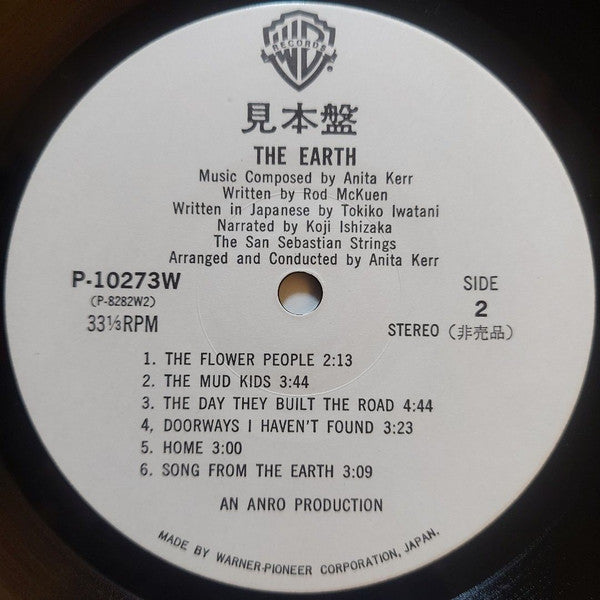 RECORDS
見本盤
THE EARTH
Music Composed by Anita Kerr
Written by Rod McKuen
Written in Japanese by Tokiko Iwatani
Narrated by Koji Ishizaka
The San Sebastian Strings
Arranged and Conducted by Anita Kerr
P-10273W
(P-8282W2)
33⅓RPM
SIDE
2
STEREO (非売品)
1. THE FLOWER PEOPLE 2:13
2. THE MUD KIDS 3:44
3. THE DAY THEY BUILT THE ROAD 4:44
4, DOORWAYS I HAVEN'T FOUND 3:23
5. HOME 3:00
6. SONG FROM THE EARTH 3:09
AN ANRO PRODUCTION
MADE BY WARNER-PIONEER CORPORATION, JAPAN.